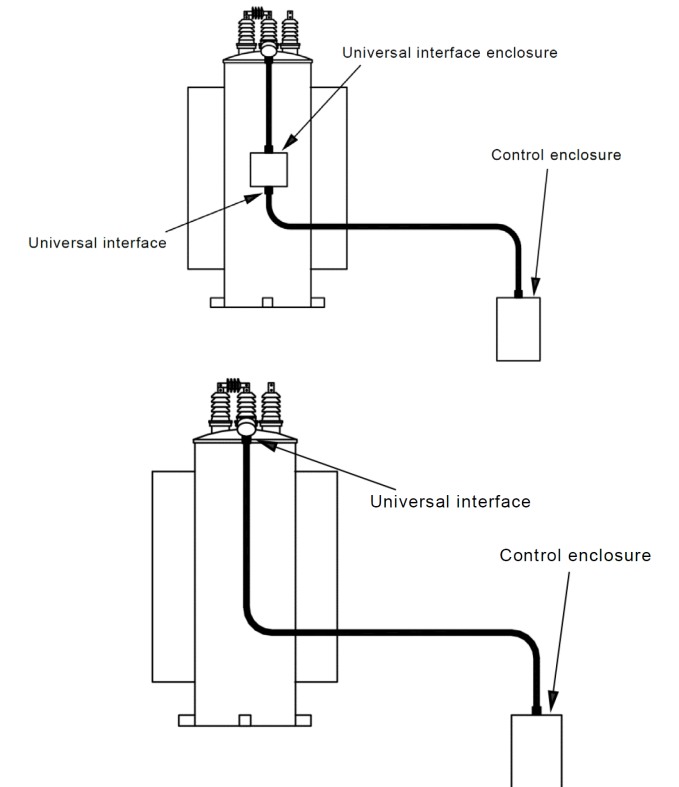 Universal interface enclosure
Control enclosure
Universal interface
Universal interface
Control enclosure